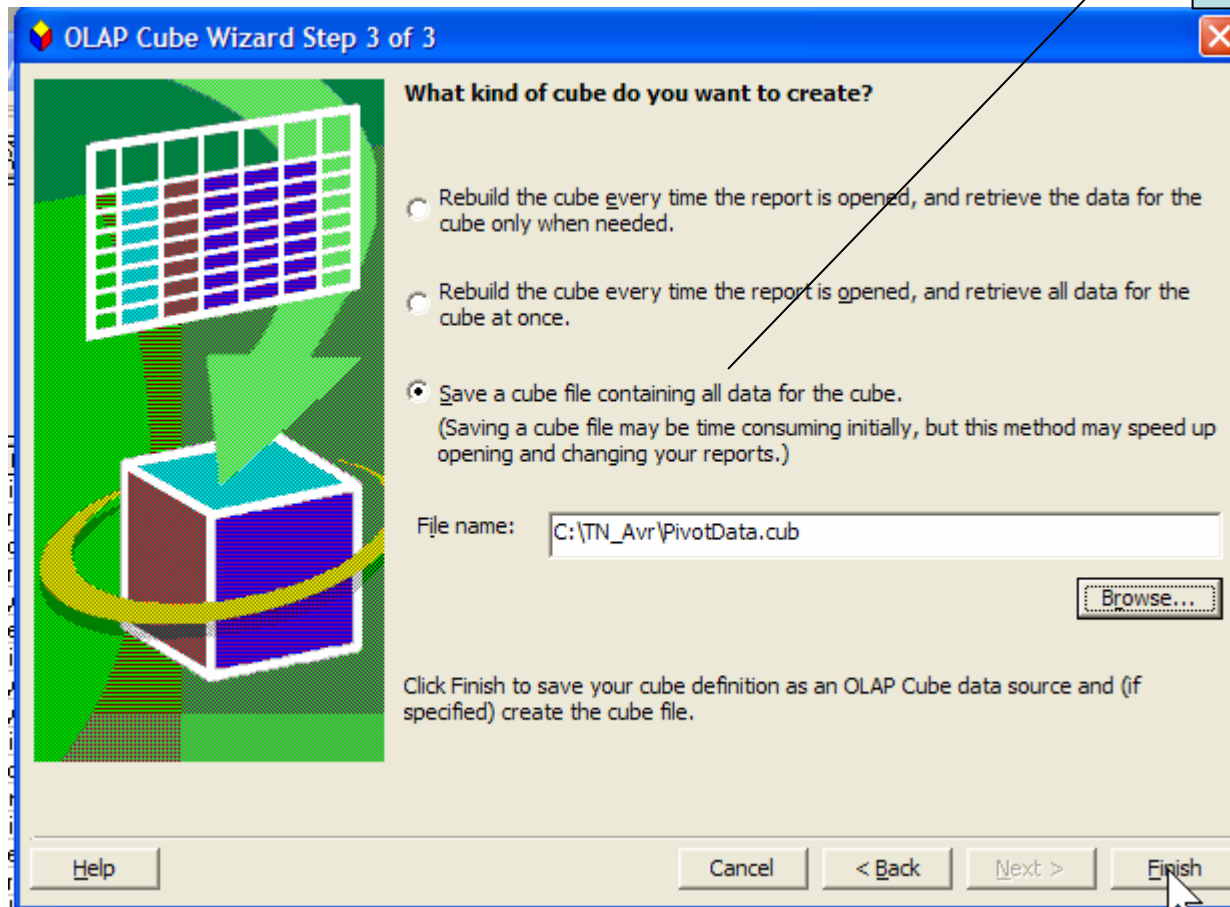 OLAP Cube Wizard Step 3 of 3
What kind of cube do you want to create?
Rebuild the cube every time the report is opened, and retrieve the data for the
cube only when needed.
Rebuild the cube every time the report is opened, and retrieve all data for the
cube at once.
Save a cube file containing all data for the cube.
(Saving a cube file may be time consuming initially, but this method may speed up
opening and changing your reports.)
File name:
C:\TN_Avr\PivotData.cub
Browse...
Click Finish to save your cube definition as an OLAP Cube data source and (if
specified) create the cube file.
Help
Cancel
< Back
Next >
Finish